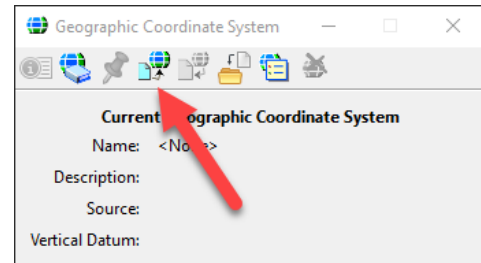 Geographic Coordinate System
Current Geographic Coordinate System
Name: <None>
Description:
Source:
Vertical Datum: